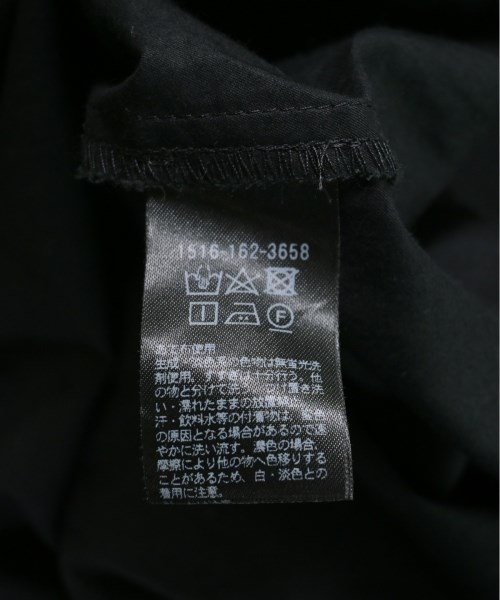 1516-162-3658
F
当て布使用
生成・淡色系の色物は無蛍光洗
剤使用。すすぎは十分行う。他
の物と分けて洗う。つけ置き洗
い・濡れたままの放置
汗・飲料水等の付着物は、変色
の原因となる場合があるので速
やかに洗い流す。濃色の場合、
摩擦により他の物へ色移りする
ことがあるため、白・淡色との
着用に注意。